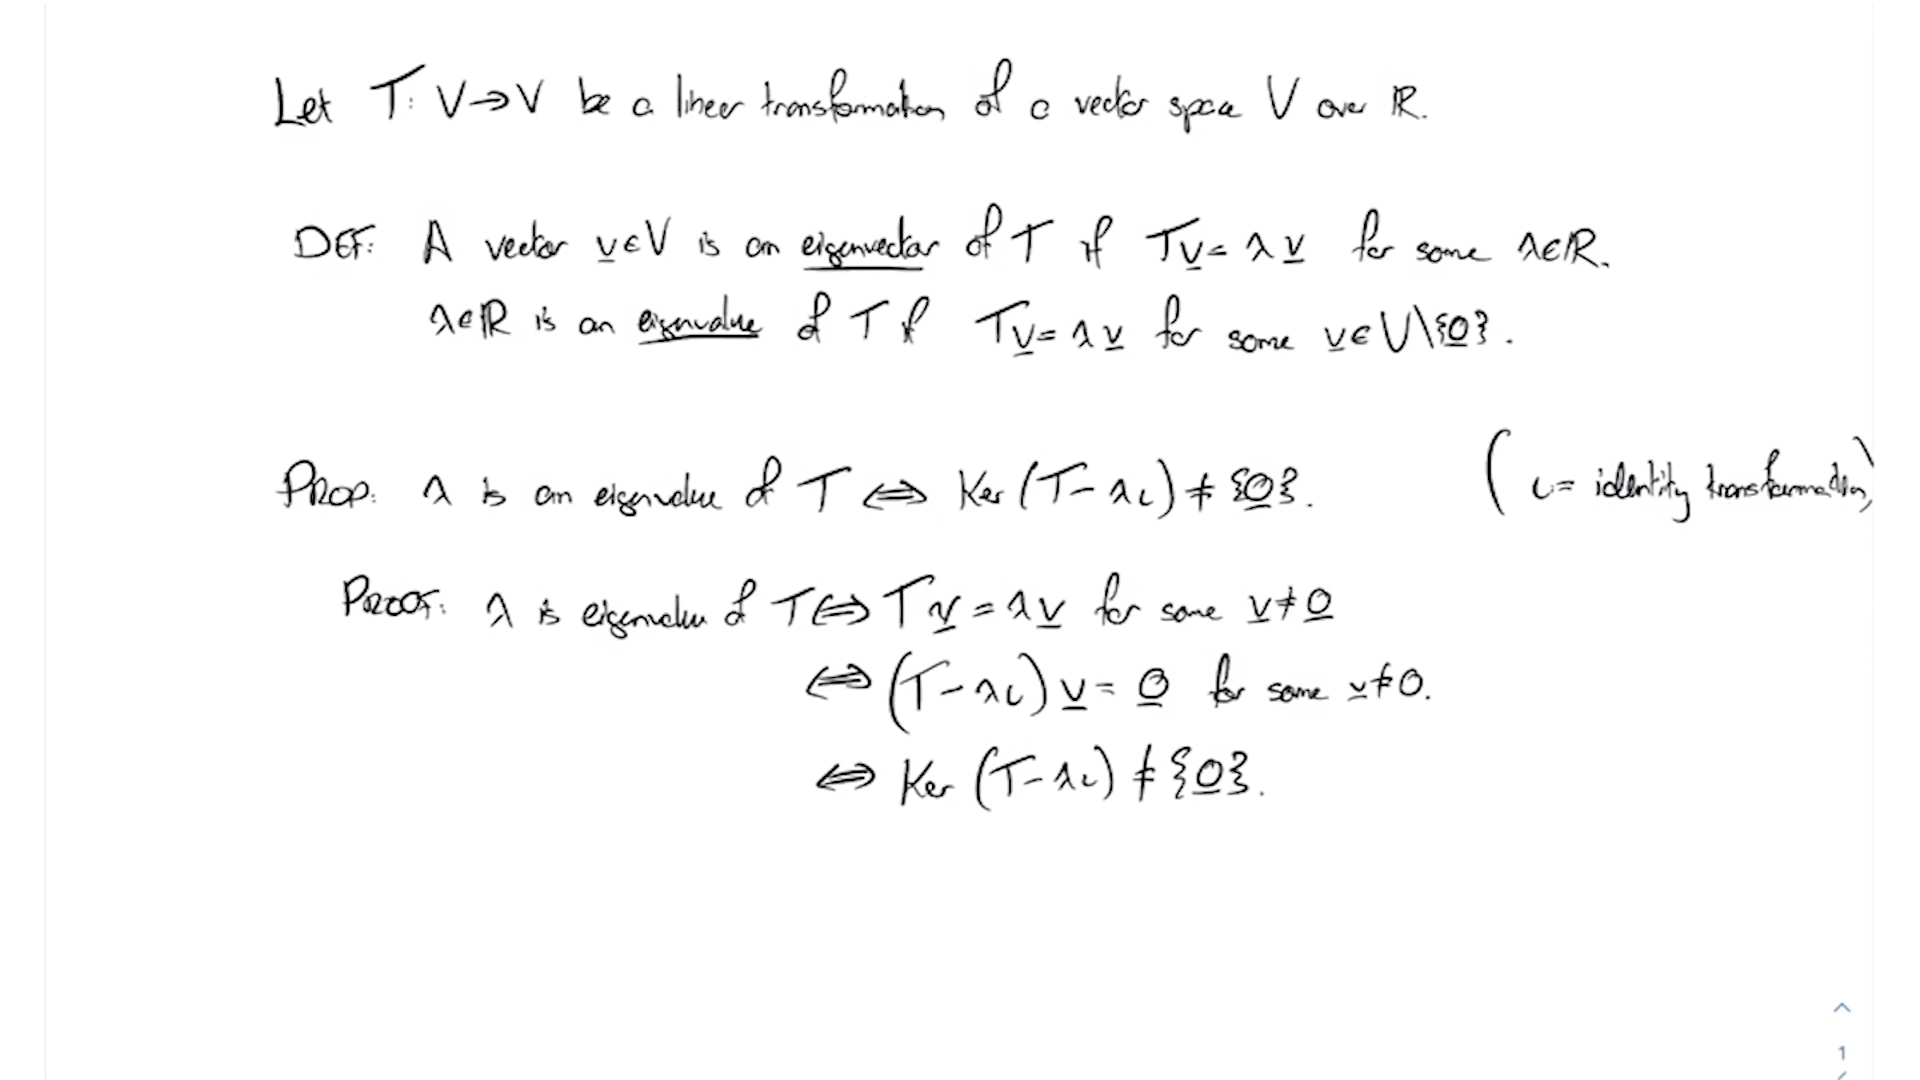 Let T: V→V be a linear transformation of a vector space V over ℝ.
DEF: A vector v∈V is an eigenvector of T if Tv = λv for some λ∈ℝ.
λ∈ℝ is an eigenvalue of T if Tv = λv for some v∈V\{0}.
PROP: λ is an eigenvalue of T ⇔ Ker (T-λι) ≠ {0}. (ι = identity transformation)
PROOF: λ is eigenvalue of T ⇔ Tv = λv for some v≠0
⇔ (T-λι)v = 0 for some v≠0.
⇔ Ker (T-λι) ≠ {0}.
1